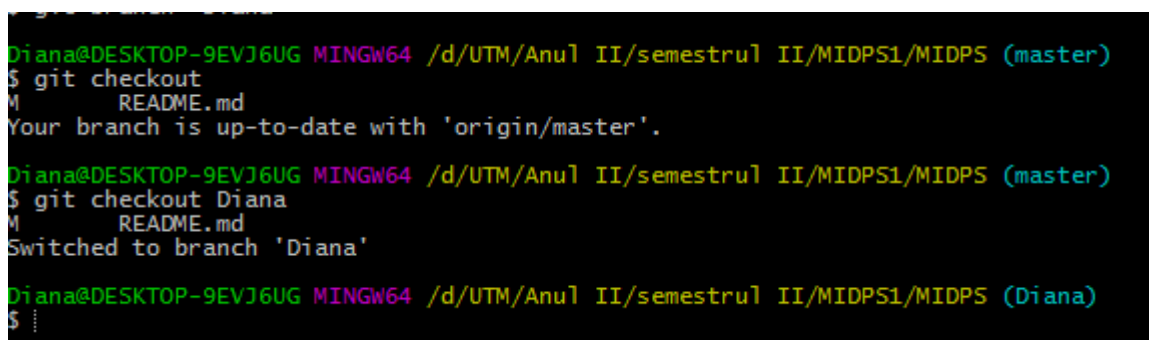 Diana@DESKTOP-9EVJ6UG MINGW64 /d/UTM/Anul II/semestrul II/MIDPS1/MIDPS (master)
$ git checkout
M       README.md
Your branch is up-to-date with 'origin/master'.
Diana@DESKTOP-9EVJ6UG MINGW64 /d/UTM/Anul II/semestrul II/MIDPS1/MIDPS (master)
$ git checkout Diana
M       README.md
Switched to branch 'Diana'
Diana@DESKTOP-9EVJ6UG MINGW64 /d/UTM/Anul II/semestrul II/MIDPS1/MIDPS (Diana)
$